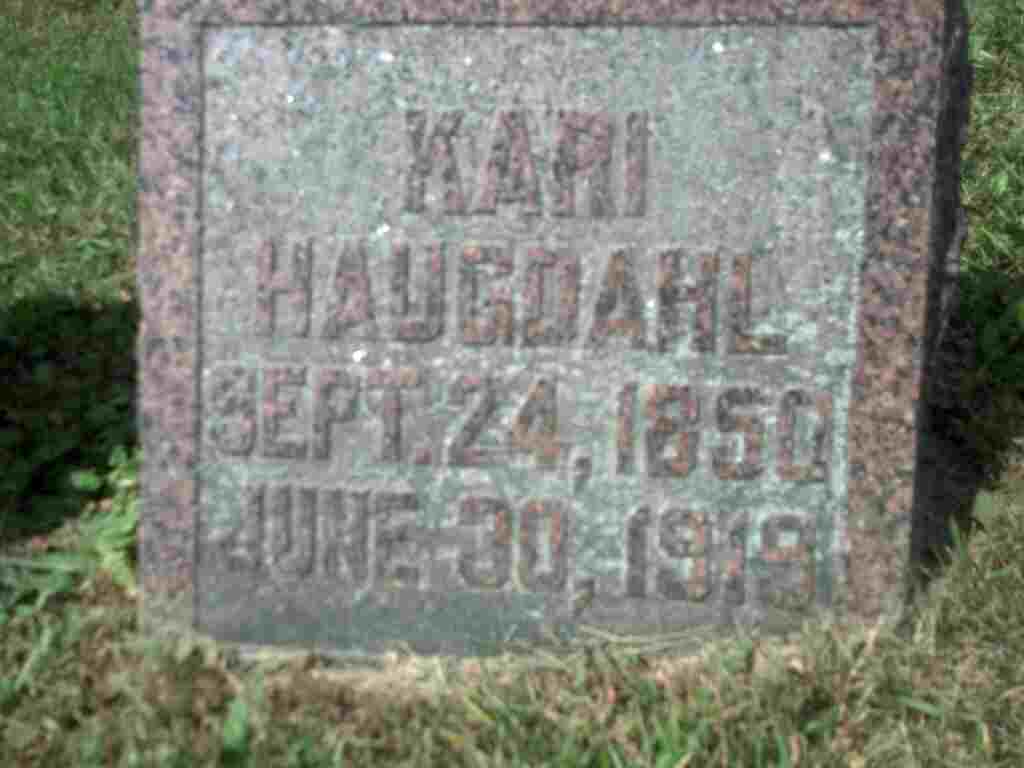 KARI
HAUGDAHL
SEPT. 24, 1850
JUNE 30, 1919